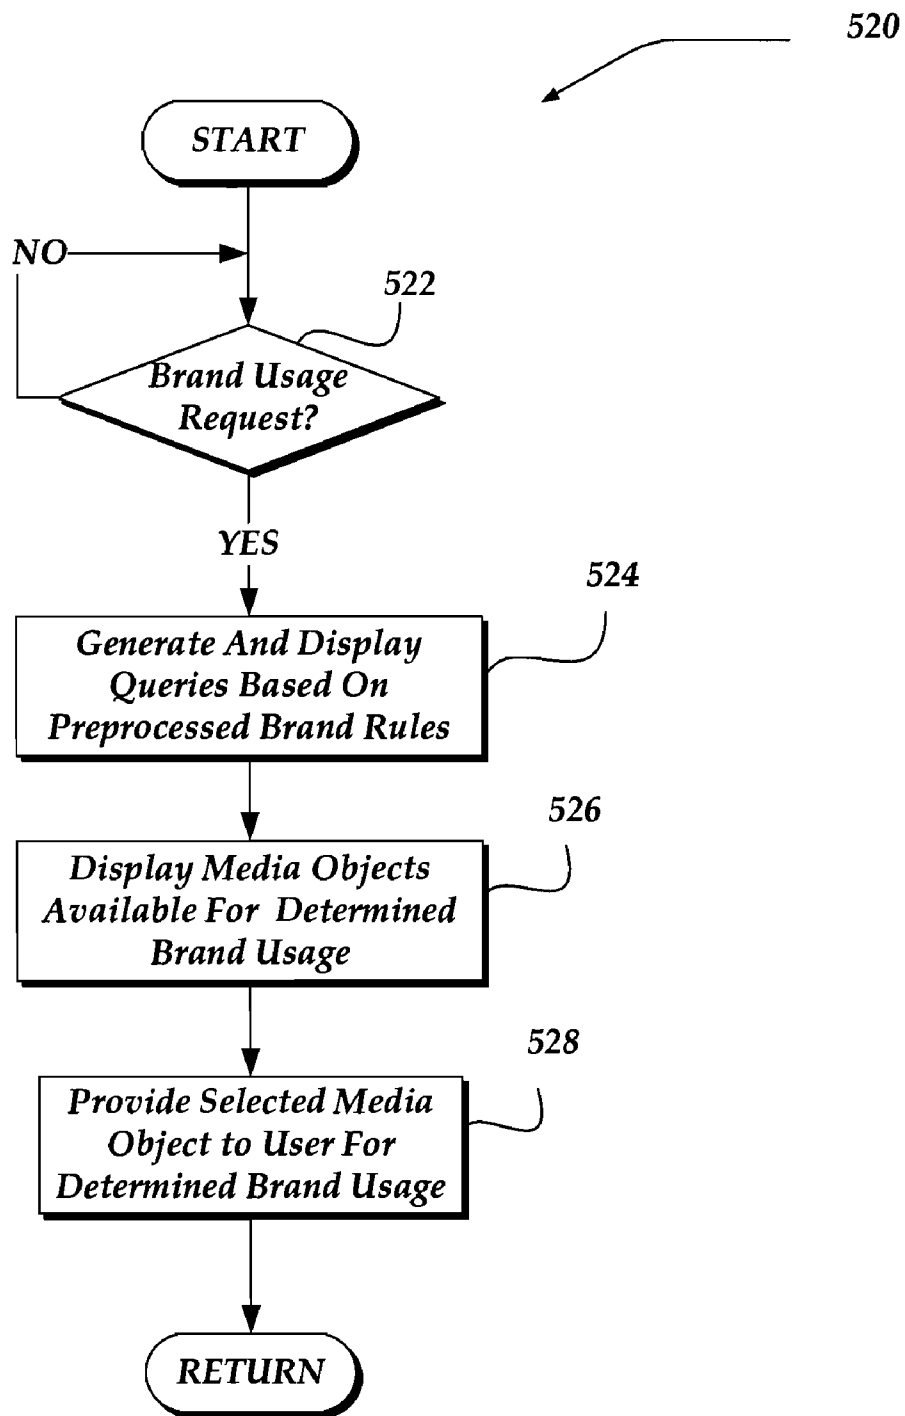 520
START
NO
522
Brand Usage
Request?
YES
524
Generate And Display
Queries Based On
Preprocessed Brand Rules
526
Display Media Objects
Available For Determined
Brand Usage
528
Provide Selected Media
Object to User For
Determined Brand Usage
RETURN